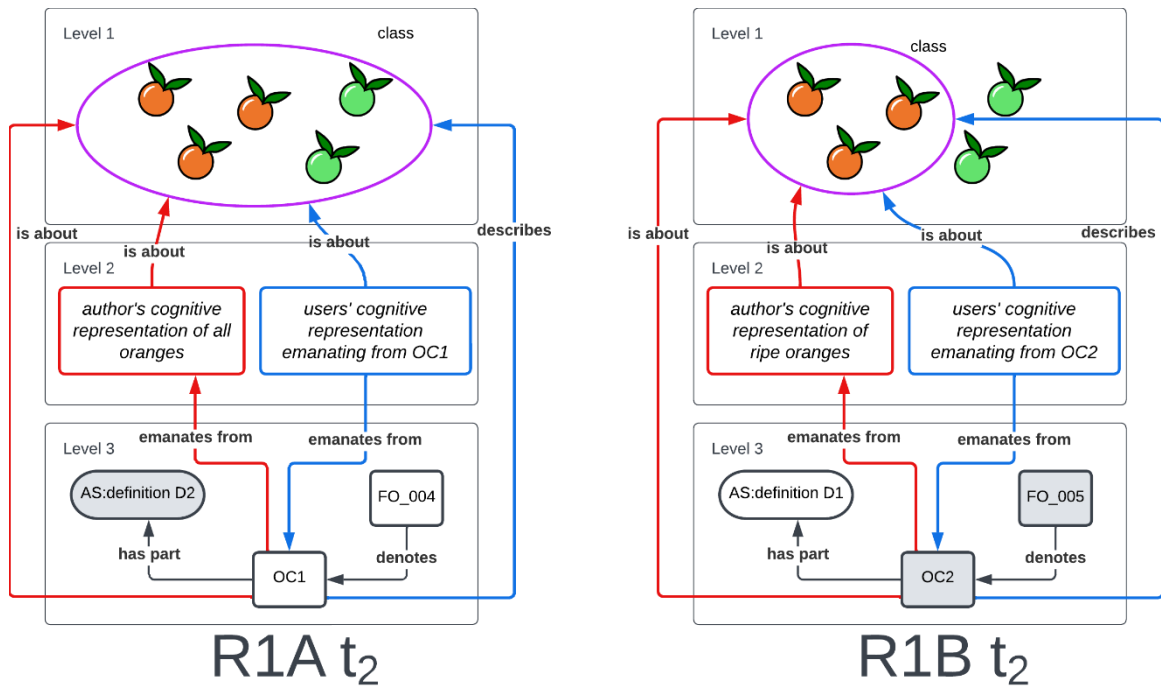 Level 1
class
is about
is about
is about
describes
Level 2
author's cognitive
representation of all
oranges
users' cognitive
representation
emanating from OC1
emanates from
emanates from
Level 3
AS:definition D2
FO_004
has part
denotes
OC1
R1A t₂
Level 1
class
is about
is about
is about
describes
Level 2
author's cognitive
representation of
ripe oranges
users' cognitive
representation
emanating from OC2
emanates from
emanates from
Level 3
AS:definition D1
FO_005
has part
denotes
OC2
R1B t₂